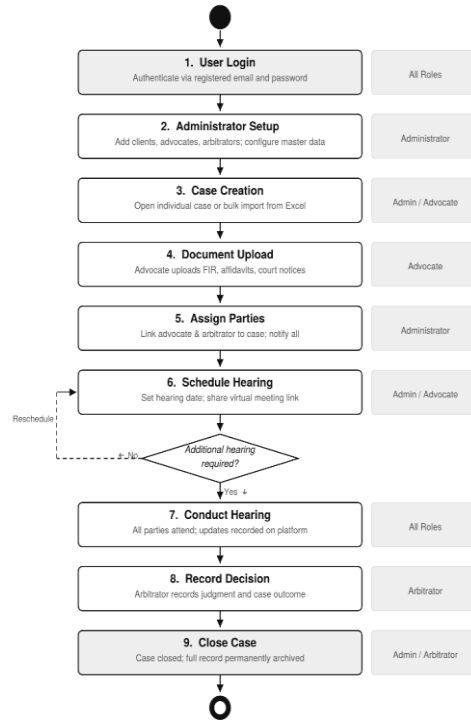 1. User Login
Authenticate via registered email and password
All Roles
2. Administrator Setup
Add clients, advocates, arbitrators; configure master data
Administrator
3. Case Creation
Open individual case or bulk import from Excel
Admin / Advocate
4. Document Upload
Advocate uploads FIR, affidavits, court notices
Advocate
5. Assign Parties
Link advocate & arbitrator to case; notify all
Administrator
6. Schedule Hearing
Set hearing date; share virtual meeting link
Admin / Advocate
Reschedule
Additional hearing
required?
← No
Yes ↓
7. Conduct Hearing
All parties attend; updates recorded on platform
All Roles
8. Record Decision
Arbitrator records judgment and case outcome
Arbitrator
9. Close Case
Case closed; full record permanently archived
Admin / Arbitrator